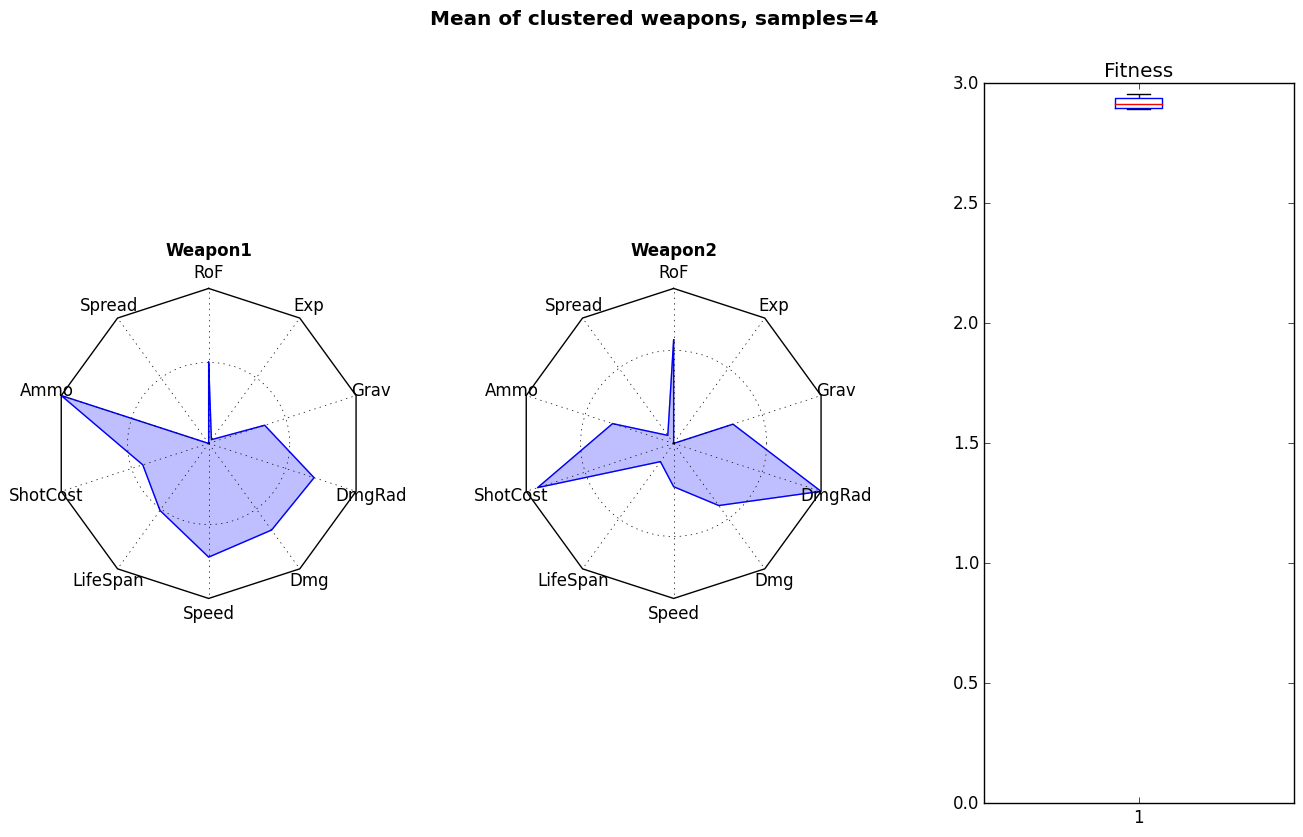 Mean of clustered weapons, samples=4
Weapon1
RoF
Spread
Exp
Ammo
Grav
ShotCost
DmgRad
LifeSpan
Dmg
Speed
Weapon2
RoF
Spread
Exp
Ammo
Grav
ShotCost
DmgRad
LifeSpan
Dmg
Speed
Fitness
3.0
2.5
2.0
1.5
1.0
0.5
0.0
1